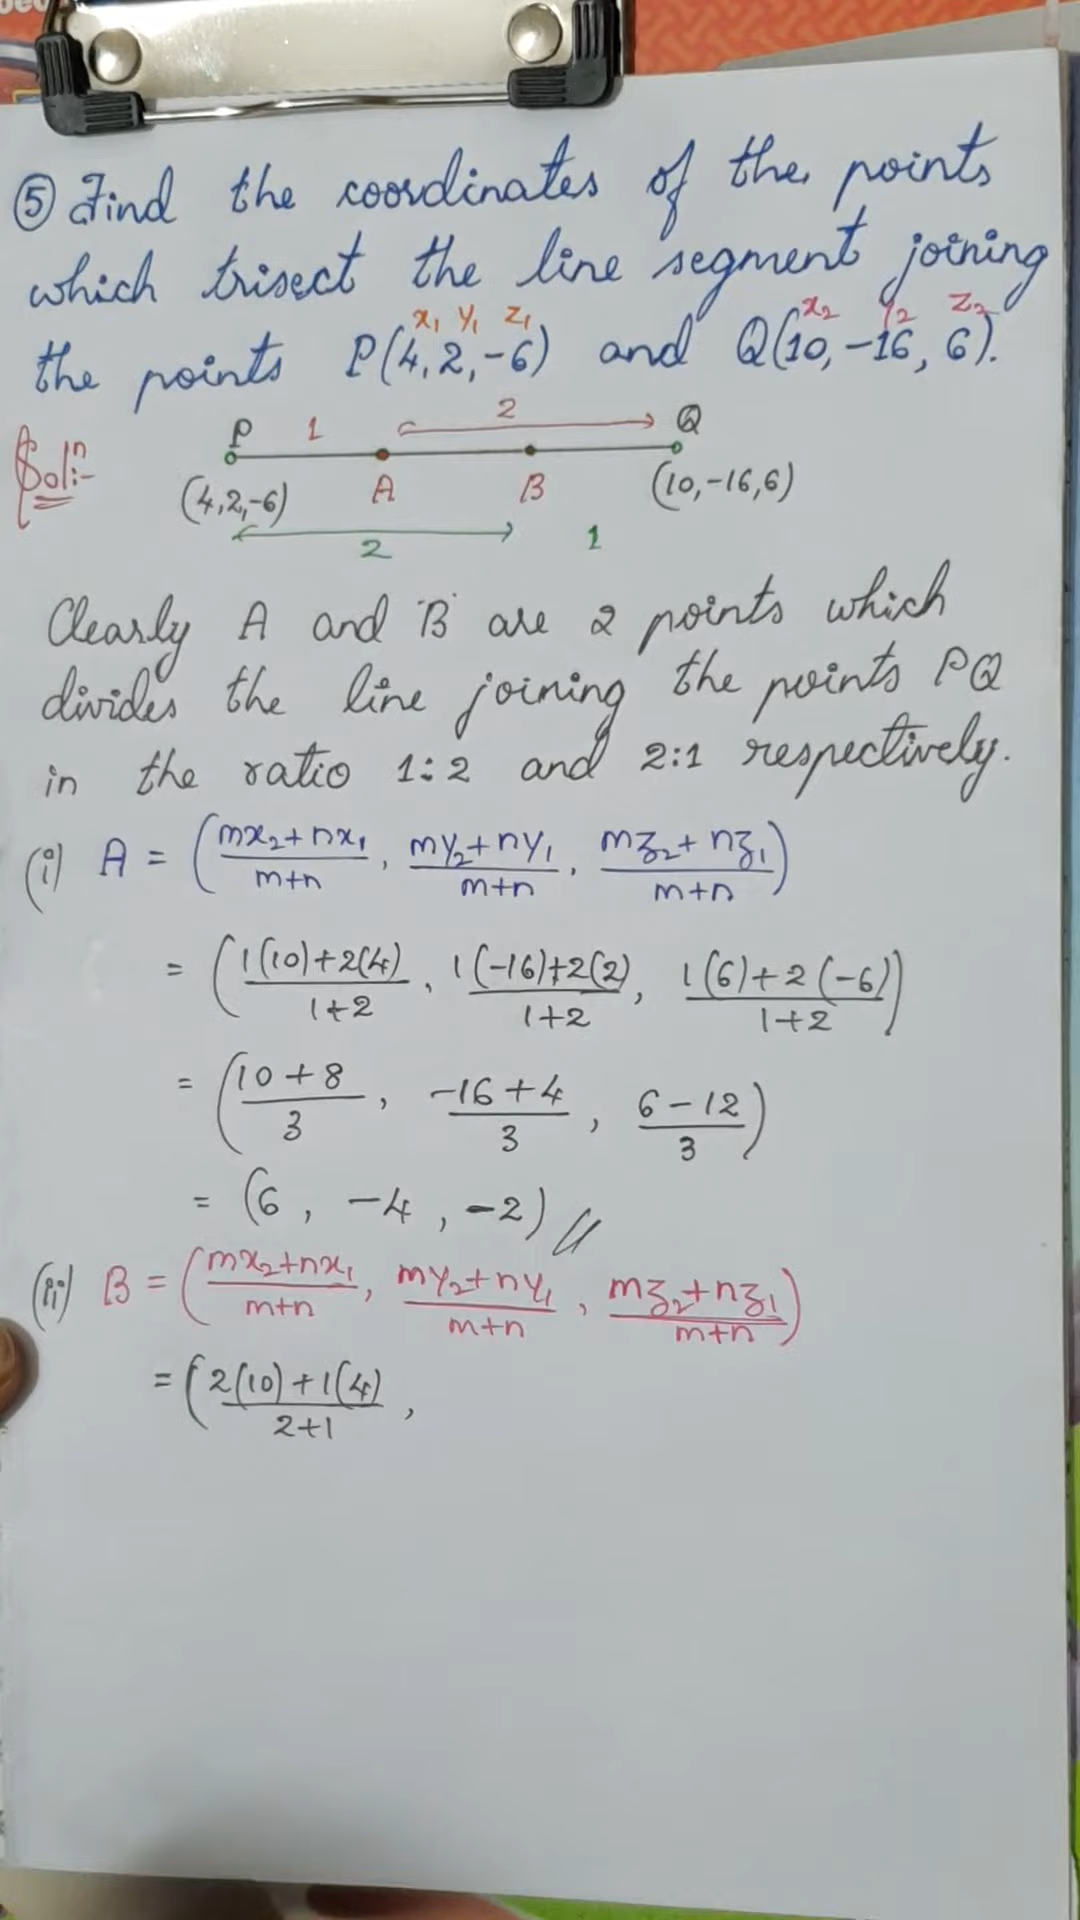 ⑤ Find the coordinates of the points
which trisect the line segment joining
x₁ y₁ z₁ x₂ y₂ z₂
the points P(4,2,-6) and Q(10,-16, 6).
Solⁿ:-
P 1 2 Q
(4,2,-6) A B (10,-16,6)
2 1
Clearly A and B are 2 points which
divides the line joining the points PQ
in the ratio 1:2 and 2:1 respectively.
(i) A = (mx₂+nx₁/m+n, my₂+ny₁/m+n, mz₂+nz₁/m+n)
= (1(10)+2(4)/1+2, 1(-16)+2(2)/1+2, 1(6)+2(-6)/1+2)
= (10+8/3, -16+4/3, 6-12/3)
= (6, -4, -2)
(ii) B = (mx₂+nx₁/m+n, my₂+ny₁/m+n, mz₂+nz₁/m+n)
= (2(10)+1(4)/2+1,